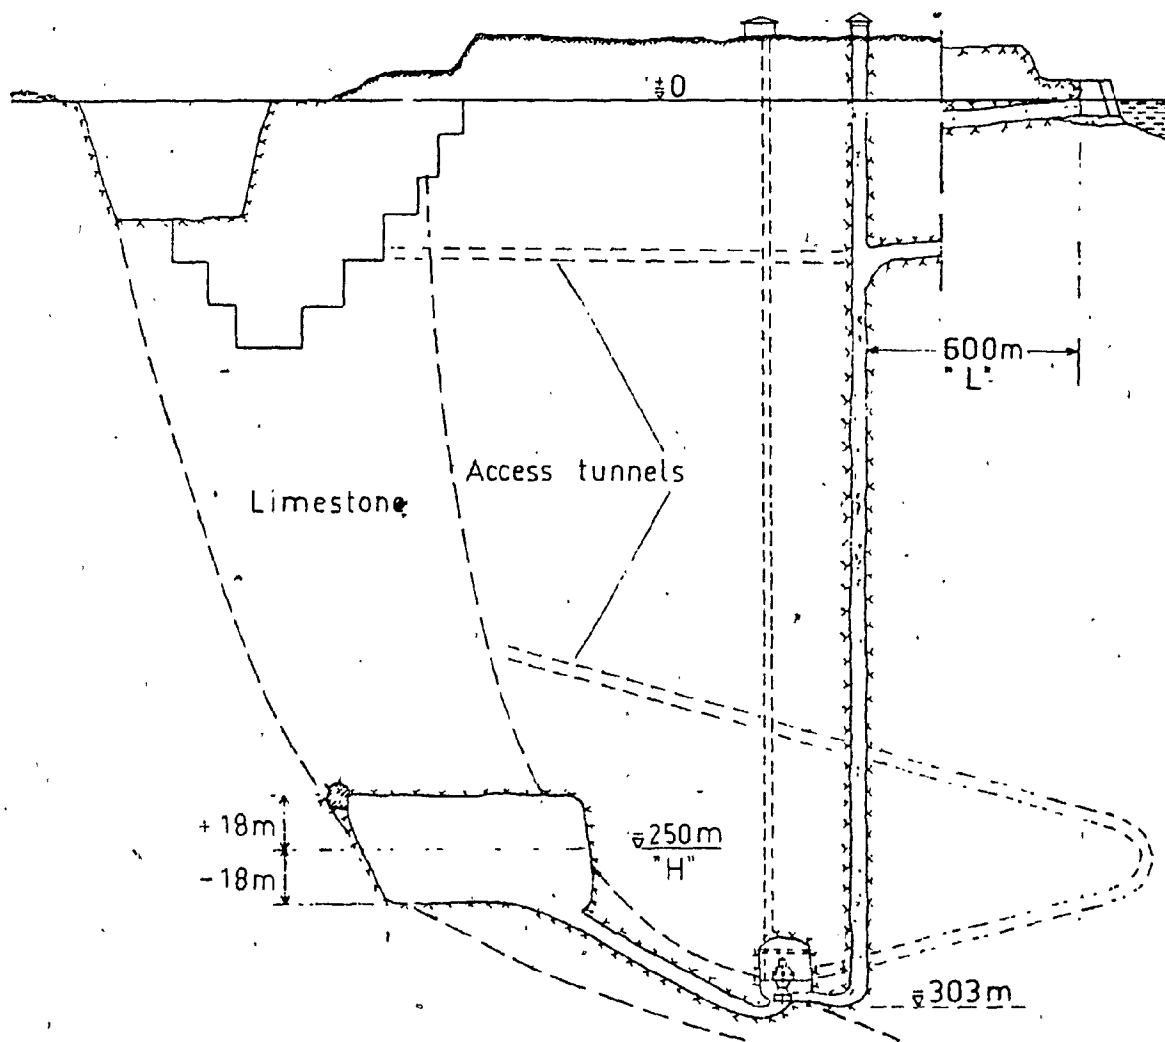 ±0
600m
"L"
Access tunnels
Limestone
+18m
250m
"H"
-18m
303m